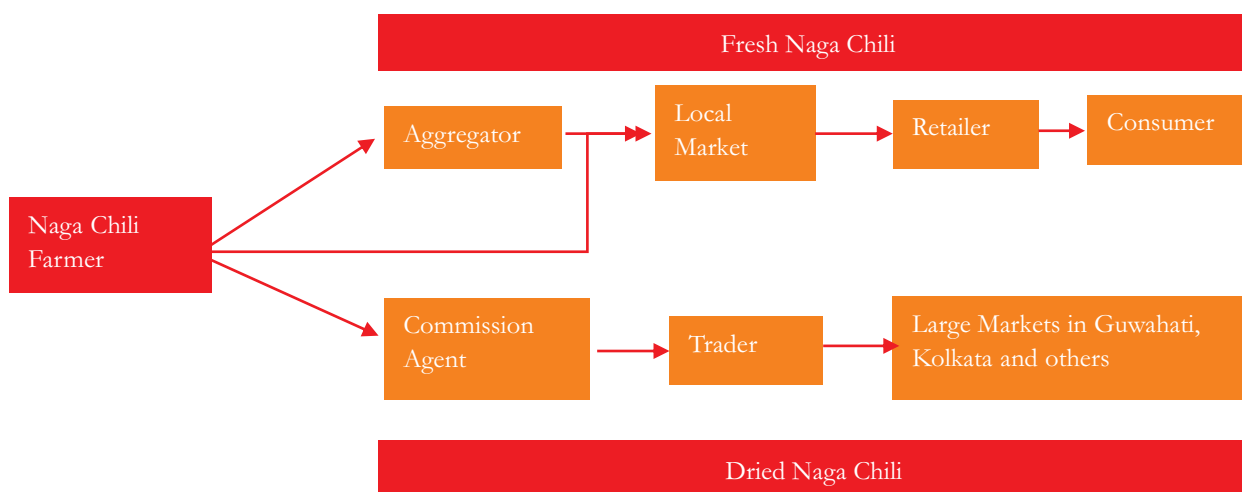 Fresh Naga Chili
Aggregator
Local
Market
Retailer
Consumer
Naga Chili
Farmer
Commission
Agent
Trader
Large Markets in Guwahati,
Kolkata and others
Dried Naga Chili